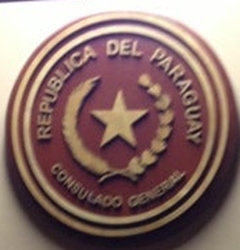 REPUBLICA DEL PARAGUAY
CONSULADO GENERAL